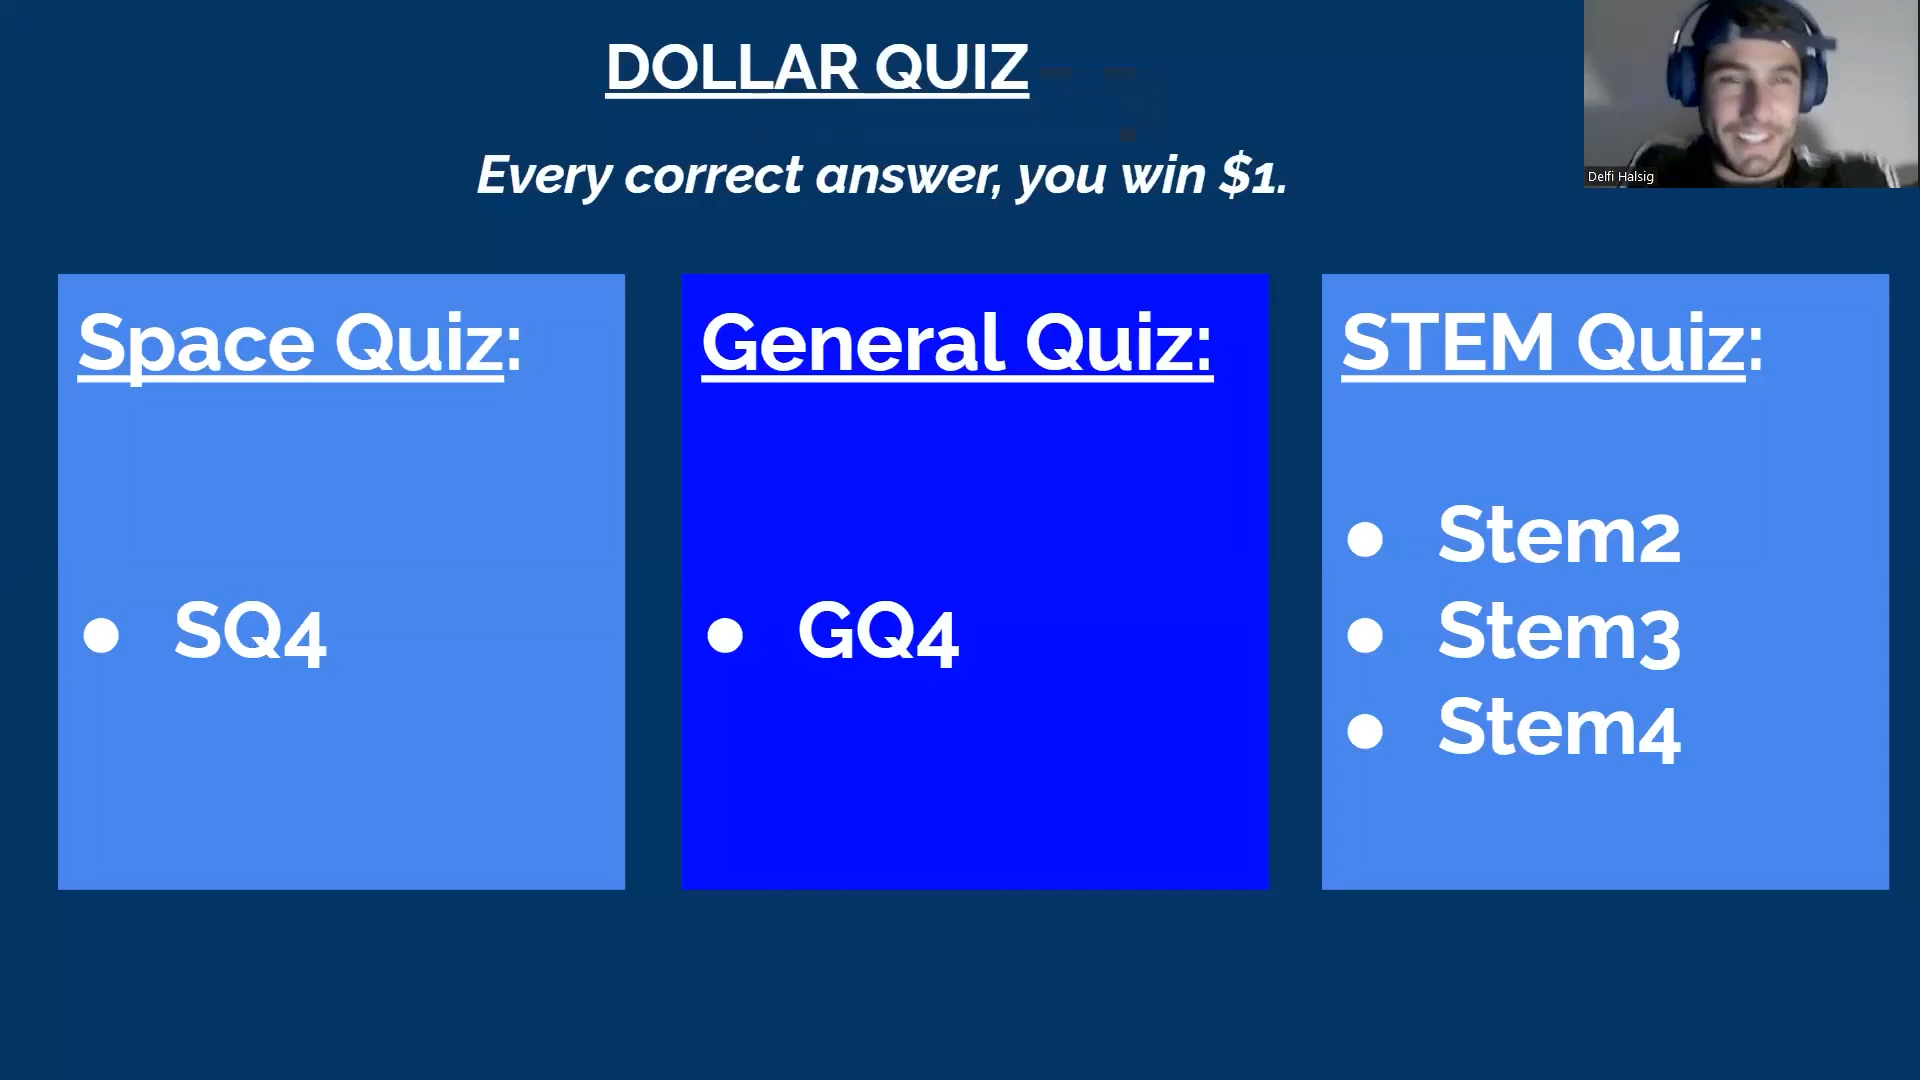 DOLLAR QUIZ
Every correct answer, you win $1.
Delfi Halsig
Space Quiz:
● SQ4
General Quiz:
● GQ4
STEM Quiz:
● Stem2
● Stem3
● Stem4